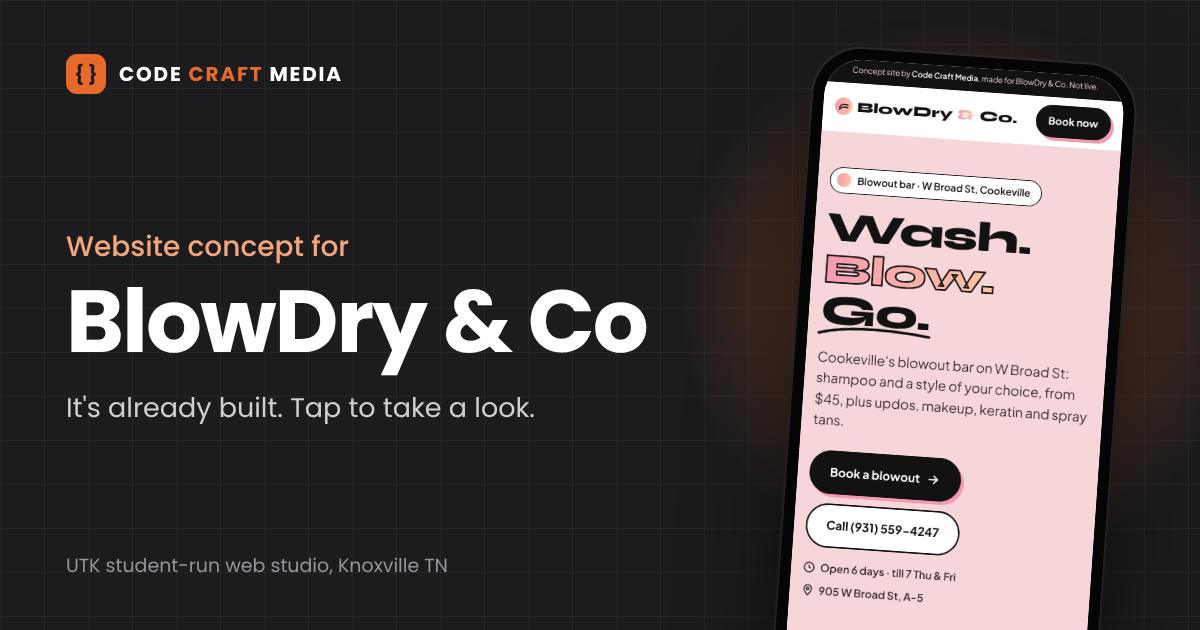 { } CODE CRAFT MEDIA
Website concept for
BlowDry & Co
It's already built. Tap to take a look.
UTK student-run web studio, Knoxville TN
Concept site by Code Craft Media, made for BlowDry & Co. Not live.
BlowDry & Co.
Book now
Blowout bar · W Broad St, Cookeville
Wash.
Blow.
Go.
Cookeville's blowout bar on W Broad St:
shampoo and a style of your choice, from
$45, plus updos, makeup, keratin and spray
tans.
Book a blowout →
Call (931) 559-4247
Open 6 days · till 7 Thu & Fri
905 W Broad St, A-5